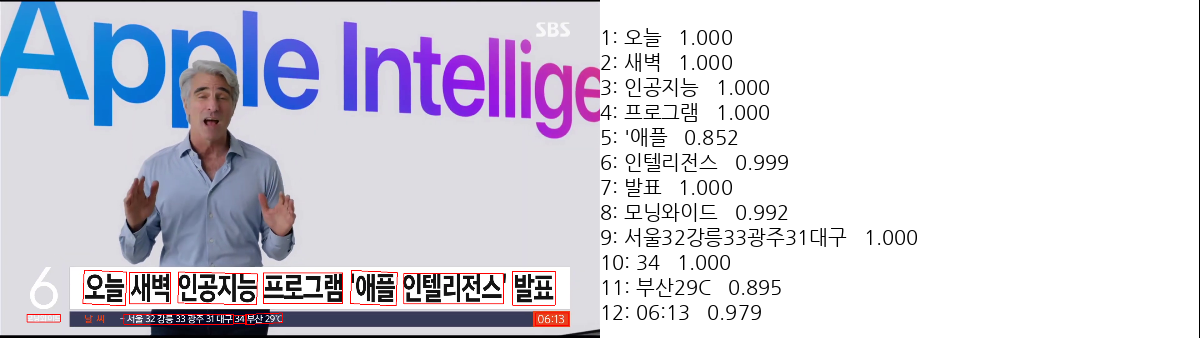 SBS
Apple Intellige
6
오늘 새벽 인공지능 프로그램 '애플 인텔리전스' 발표
모닝와이드
날 씨 - 서울 32 강릉 33 광주 31 대구 34 부산 29℃
06:13
1: 오늘 1.000
2: 새벽 1.000
3: 인공지능 1.000
4: 프로그램 1.000
5: '애플 0.852
6: 인텔리전스 0.999
7: 발표 1.000
8: 모닝와이드 0.992
9: 서울32강릉33광주31대구 1.000
10: 34 1.000
11: 부산29C 0.895
12: 06:13 0.979